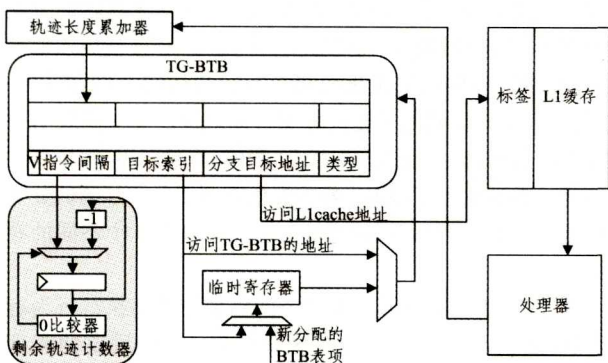 轨迹长度累加器
TG-BTB
标签
L1缓存
V
指令间隔
目标索引
分支目标地址
类型
访问L1cache地址
-1
访问TG-BTB的地址
临时寄存器
处理器
0比较器
新分配的
BTB表项
剩余轨迹计数器